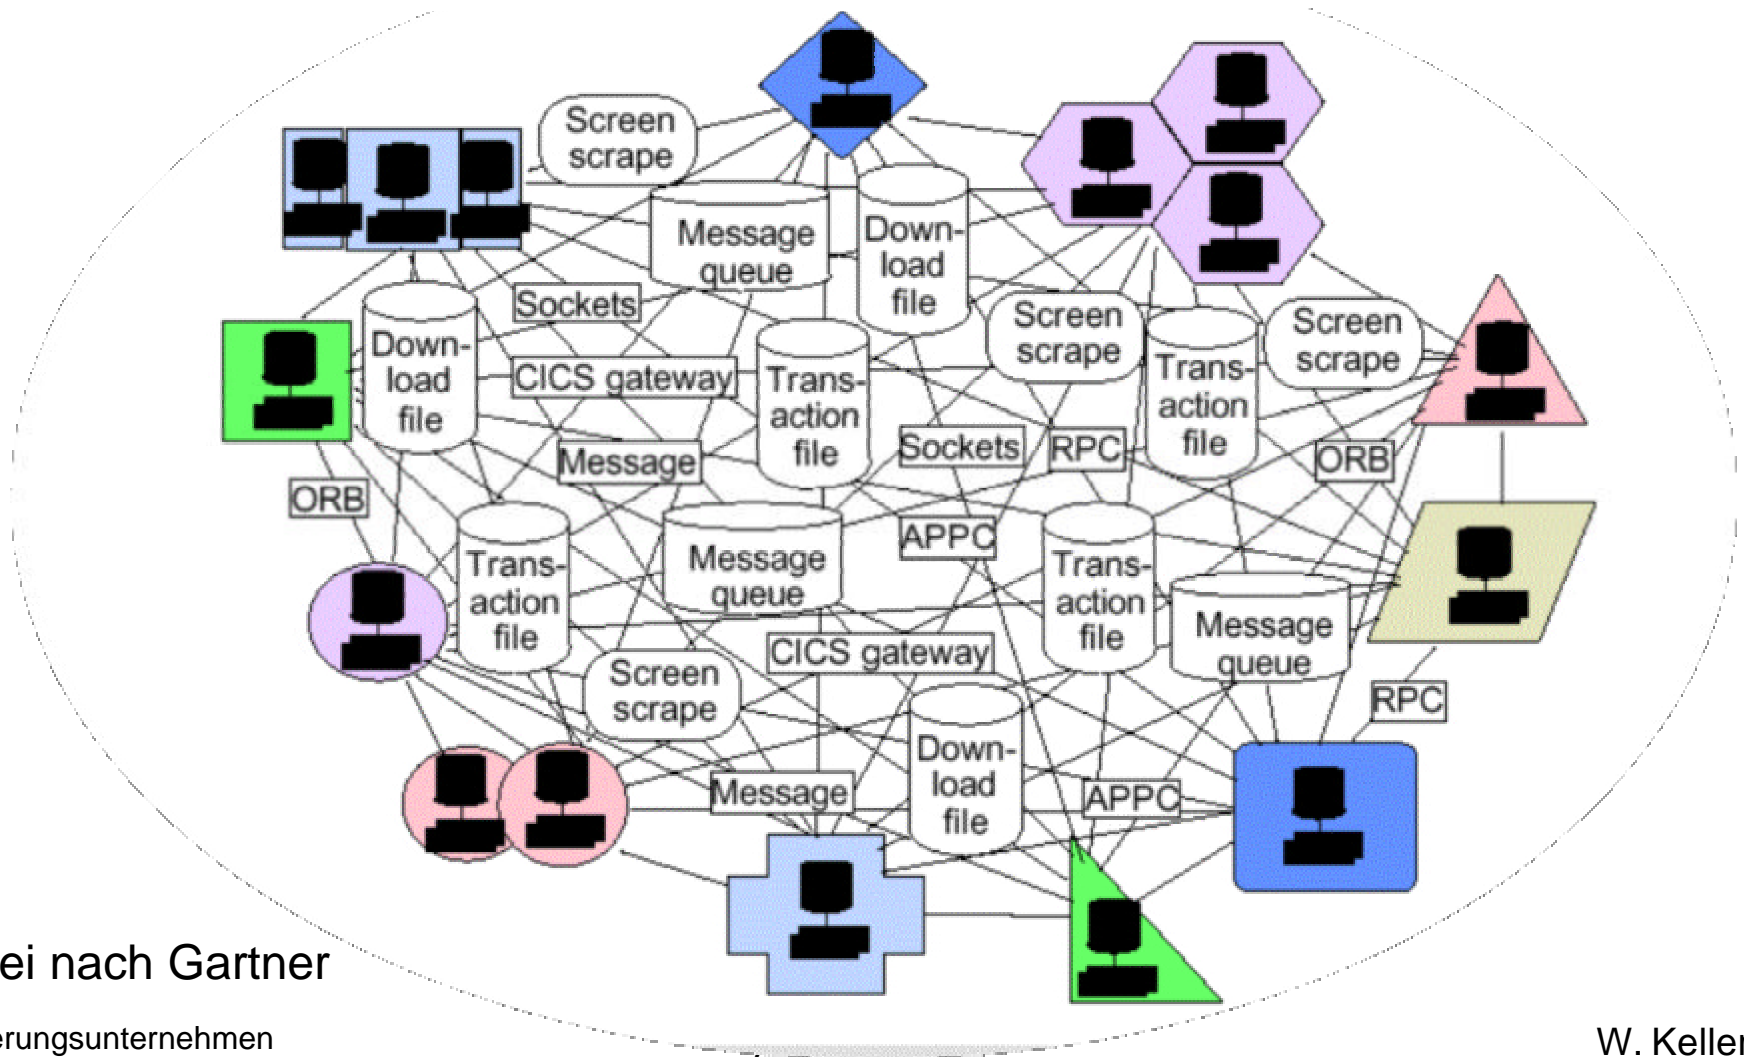 Screen
scrape
Message
queue
Down-
load
file
Sockets
Screen
scrape
Screen
scrape
Down-
load
file
CICS gateway
Trans-
action
file
Trans-
action
file
Message
Sockets
RPC
ORB
ORB
APPC
Trans-
action
file
Message
queue
Trans-
action
file
Message
queue
CICS gateway
Screen
scrape
RPC
Down-
load
file
Message
APPC
ei nach Gartner
erungsunternehmen
W. Keller